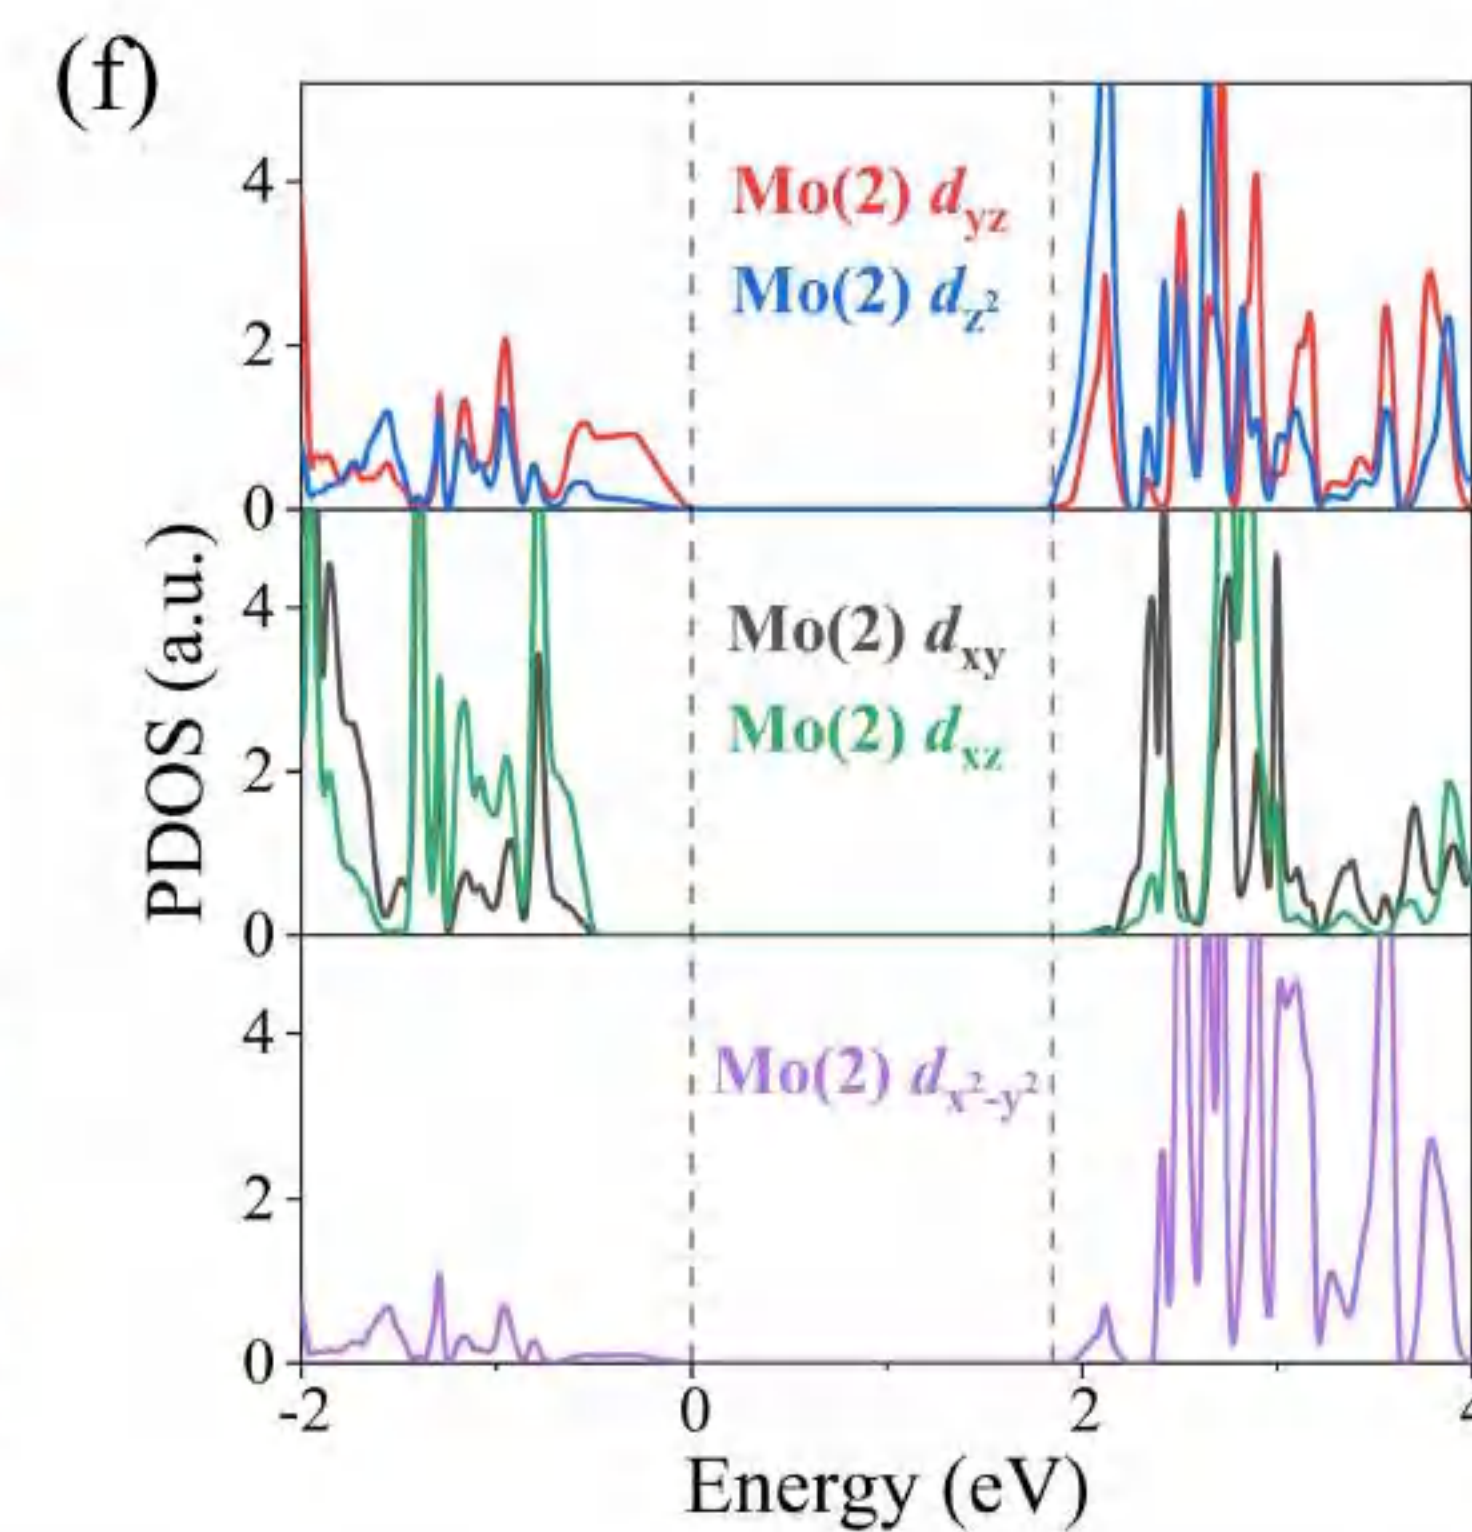 (f)
4
2
0
Mo(2) dyz
Mo(2) dz²
4
2
0
Mo(2) dxy
Mo(2) dxz
4
2
0
Mo(2) dx²-y²
PDOS (a.u.)
-2 0 2 4
Energy (eV)